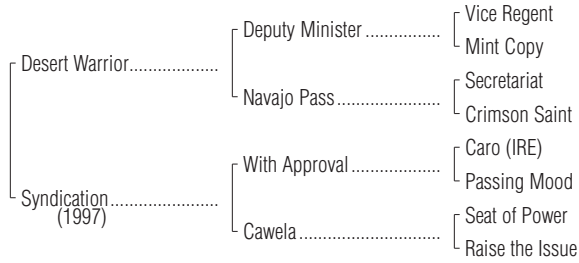 Vice Regent
Deputy Minister ..................
Mint Copy
Desert Warrior.....................
Secretariat
Navajo Pass.........................
Crimson Saint
Caro (IRE)
With Approval .....................
Passing Mood
Syndication.........................
(1997)
Seat of Power
Cawela.................................
Raise the Issue